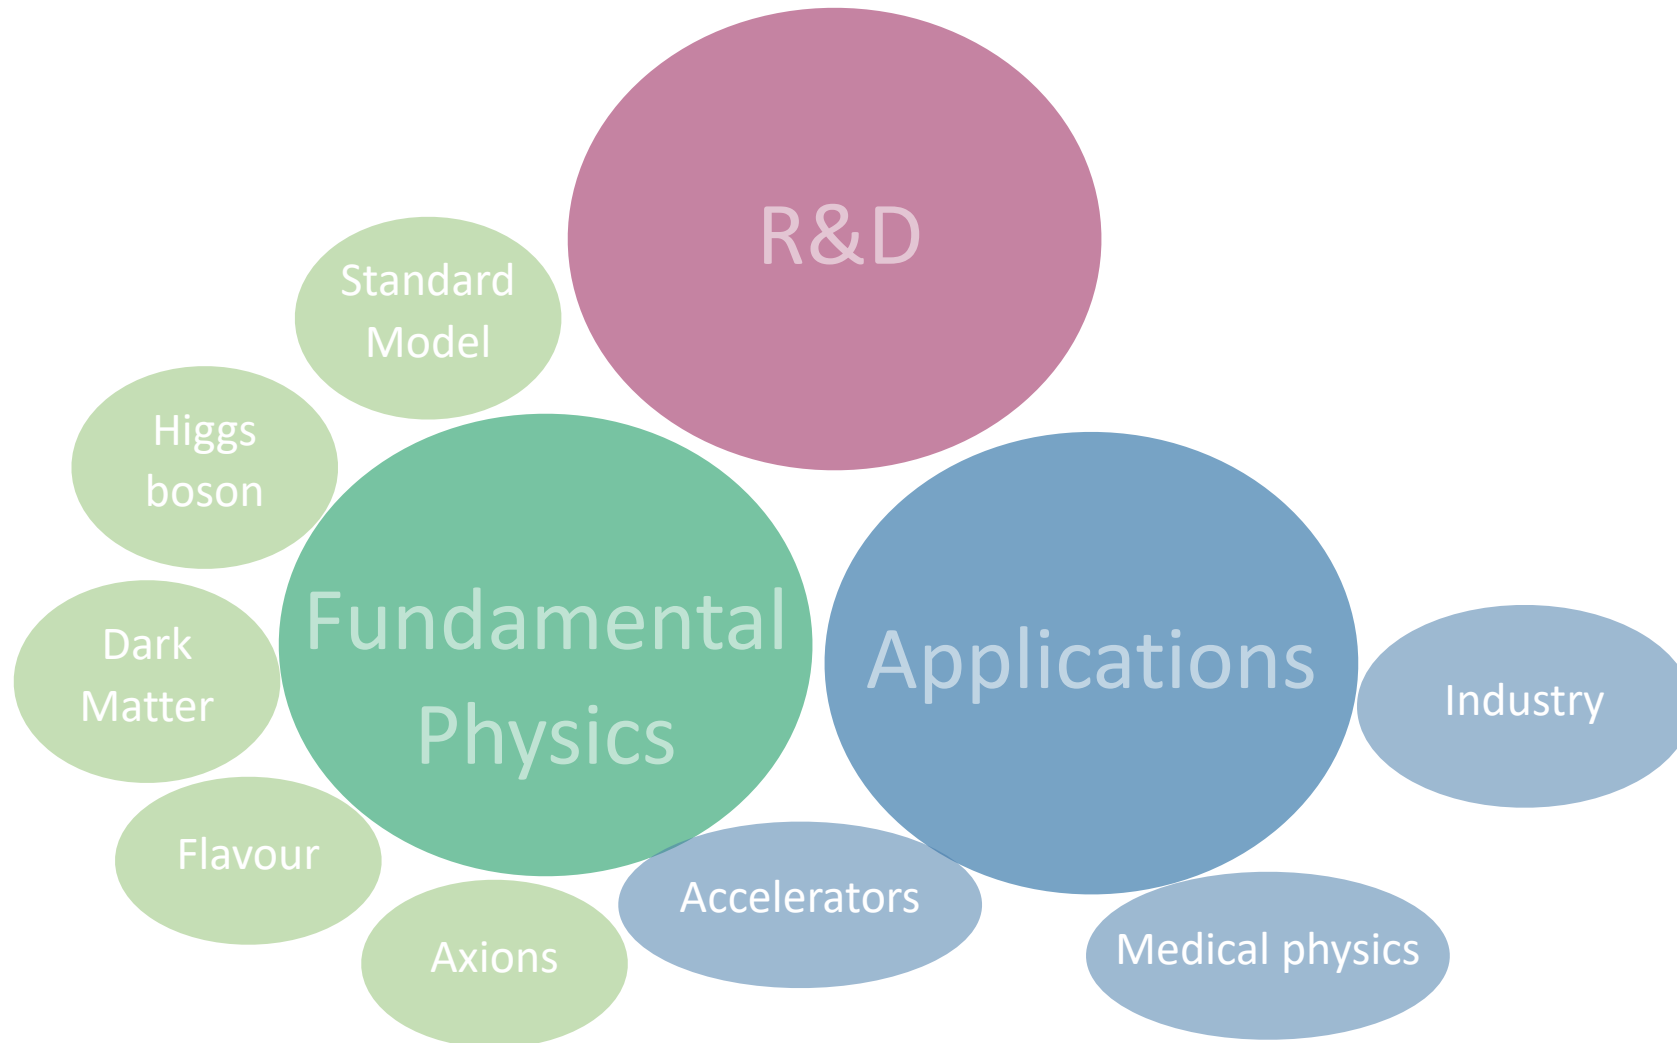 R&D
Standard
Model
Higgs
boson
Fundamental
Physics
Applications
Dark
Matter
Industry
Flavour
Accelerators
Axions
Medical physics